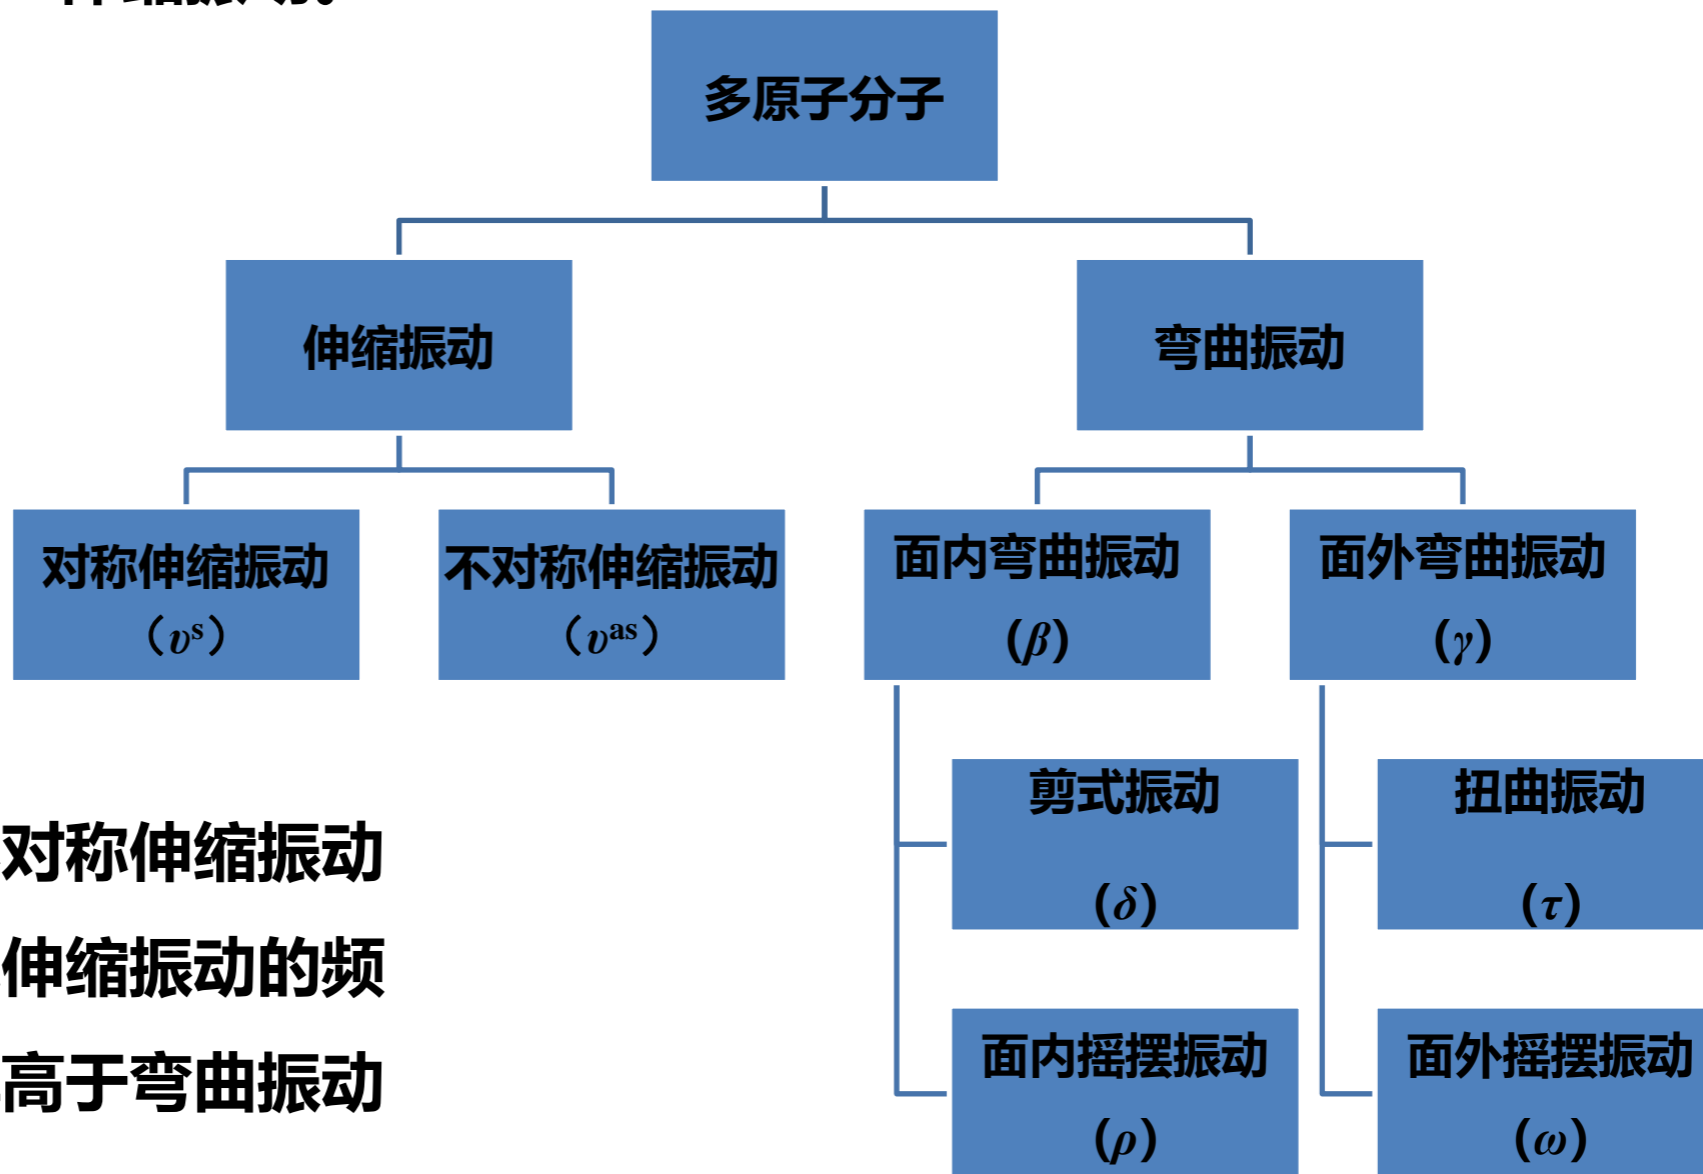 伸缩振动。
多原子分子
伸缩振动
弯曲振动
对称伸缩振动
（υˢ）
不对称伸缩振动
（υᵃˢ）
面内弯曲振动
(β)
面外弯曲振动
(γ)
剪式振动
(δ)
扭曲振动
(τ)
面内摇摆振动
(ρ)
面外摇摆振动
(ω)
对称伸缩振动
伸缩振动的频
高于弯曲振动